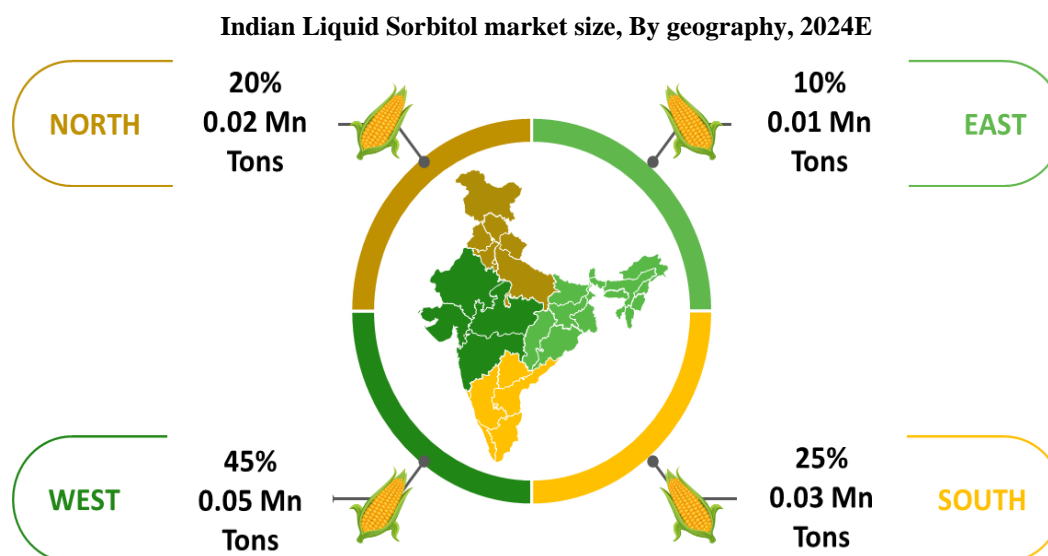 Indian Liquid Sorbitol market size, By geography, 2024E
NORTH
20%
0.02 Mn
Tons
10%
0.01 Mn
Tons
EAST
WEST
45%
0.05 Mn
Tons
25%
0.03 Mn
Tons
SOUTH